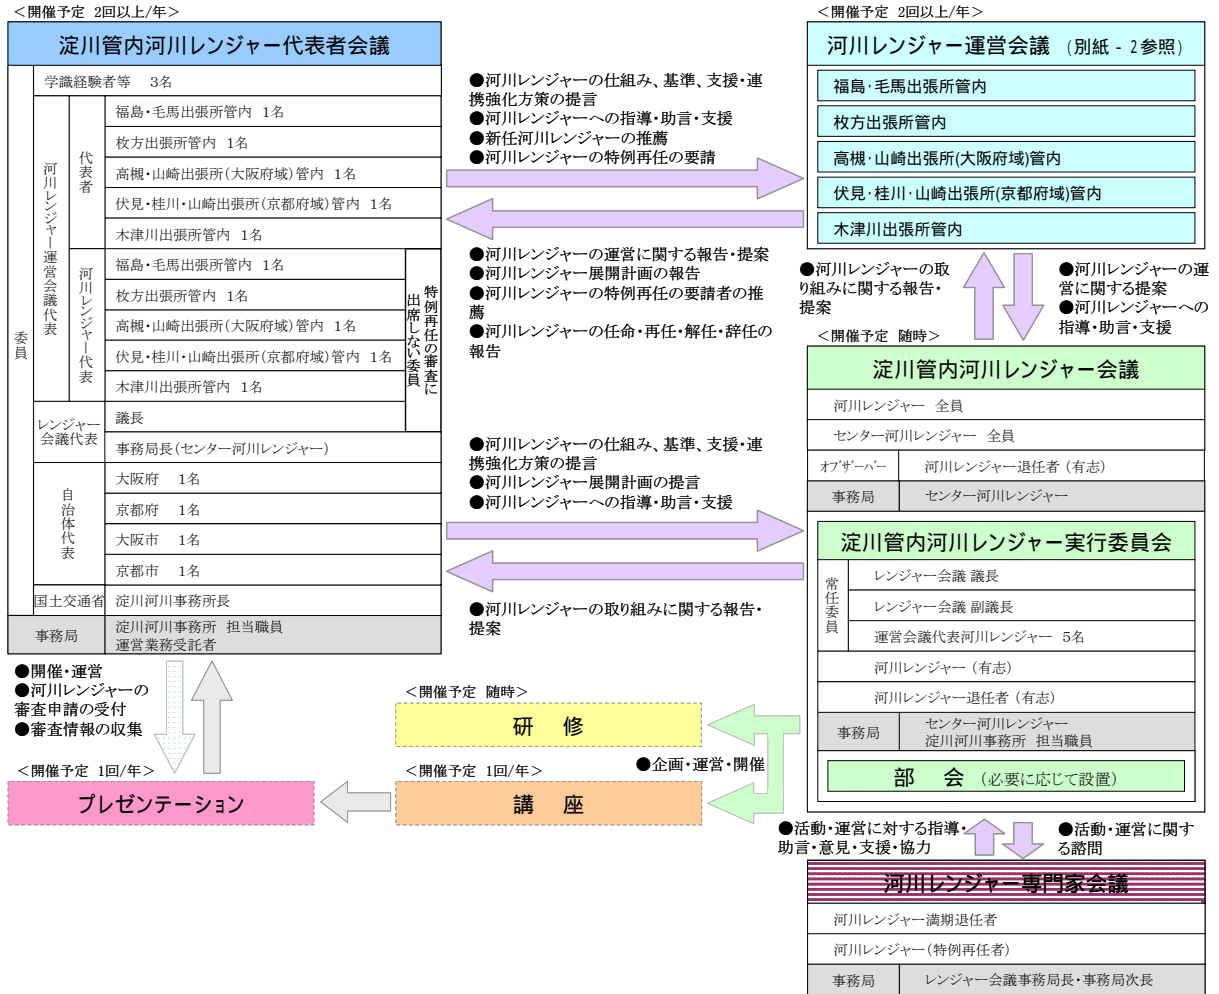 ＜開催予定 2回以上/年＞
淀川管内河川レンジャー代表者会議
委員
学識経験者等 3名
河川レンジャー運営会議代表
代表者
福島・毛馬出張所管内 1名
枚方出張所管内 1名
高槻・山崎出張所(大阪府域)管内 1名
伏見・桂川・山崎出張所(京都府域)管内 1名
木津川出張所管内 1名
河川レンジャー代表
福島・毛馬出張所管内 1名
枚方出張所管内 1名
高槻・山崎出張所(大阪府域)管内 1名
伏見・桂川・山崎出張所(京都府域)管内 1名
木津川出張所管内 1名
特例再任の審査に
出席しない委員
レンジャー
会議代表
議長
事務局長(センター河川レンジャー)
自治体代表
大阪府 1名
京都府 1名
大阪市 1名
京都市 1名
国土交通省
淀川河川事務所長
事務局
淀川河川事務所 担当職員
運営業務受託者
●河川レンジャーの仕組み、基準、支援・連
携強化方策の提言
●河川レンジャーへの指導・助言・支援
●新任河川レンジャーの推薦
●河川レンジャーの特例再任の要請
●河川レンジャーの運営に関する報告・提案
●河川レンジャー展開計画の報告
●河川レンジャーの特例再任の要請者の推
薦
●河川レンジャーの任命・再任・解任・辞任の
報告
●河川レンジャーの仕組み、基準、支援・連
携強化方策の提言
●河川レンジャー展開計画の提言
●河川レンジャーへの指導・助言・支援
●河川レンジャーの取り組みに関する報告・
提案
＜開催予定 2回以上/年＞
河川レンジャー運営会議 (別紙 - 2参照)
福島・毛馬出張所管内
枚方出張所管内
高槻・山崎出張所(大阪府域)管内
伏見・桂川・山崎出張所(京都府域)管内
木津川出張所管内
●河川レンジャーの取
り組みに関する報告・
提案
●河川レンジャーの運
営に関する提案
●河川レンジャーへの
指導・助言・支援
＜開催予定 随時＞
淀川管内河川レンジャー会議
河川レンジャー 全員
センター河川レンジャー 全員
ｵﾌﾞｻﾞｰﾊﾞｰ
河川レンジャー退任者 (有志)
事務局
センター河川レンジャー
淀川管内河川レンジャー実行委員会
常任委員
レンジャー会議 議長
レンジャー会議 副議長
運営会議代表河川レンジャー 5名
河川レンジャー (有志)
河川レンジャー退任者 (有志)
事務局
センター河川レンジャー
淀川河川事務所 担当職員
部 会 (必要に応じて設置)
●開催・運営
●河川レンジャーの
審査申請の受付
●審査情報の収集
＜開催予定 1回/年＞
プレゼンテーション
＜開催予定 随時＞
研 修
●企画・運営・開催
＜開催予定 1回/年＞
講 座
●活動・運営に対する指導・
助言・意見・支援・協力
●活動・運営に関す
る諮問
河川レンジャー専門家会議
河川レンジャー満期退任者
河川レンジャー(特例再任者)
事務局
レンジャー会議事務局長・事務局次長